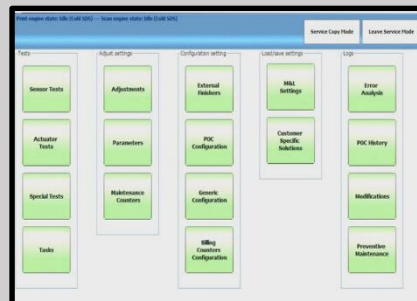 Print engine state: Idle (Cold SDS) -- Scan engine state: Idle (Cold SDS)
Service Copy Mode
Leave Service Mode
Tests
Adjust settings
Configuration setting
Load/save settings
Logs
Sensor Tests
Adjustments
External
Finishers
M&L
Settings
Error
Analysis
Actuator
Tests
Parameters
POC
Configuration
Customer
Specific
Solutions
POC History
Special Tests
Maintenance
Counters
Generic
Configuration
Modifications
Tasks
Billing
Counters
Configuration
Preventive
Maintenance